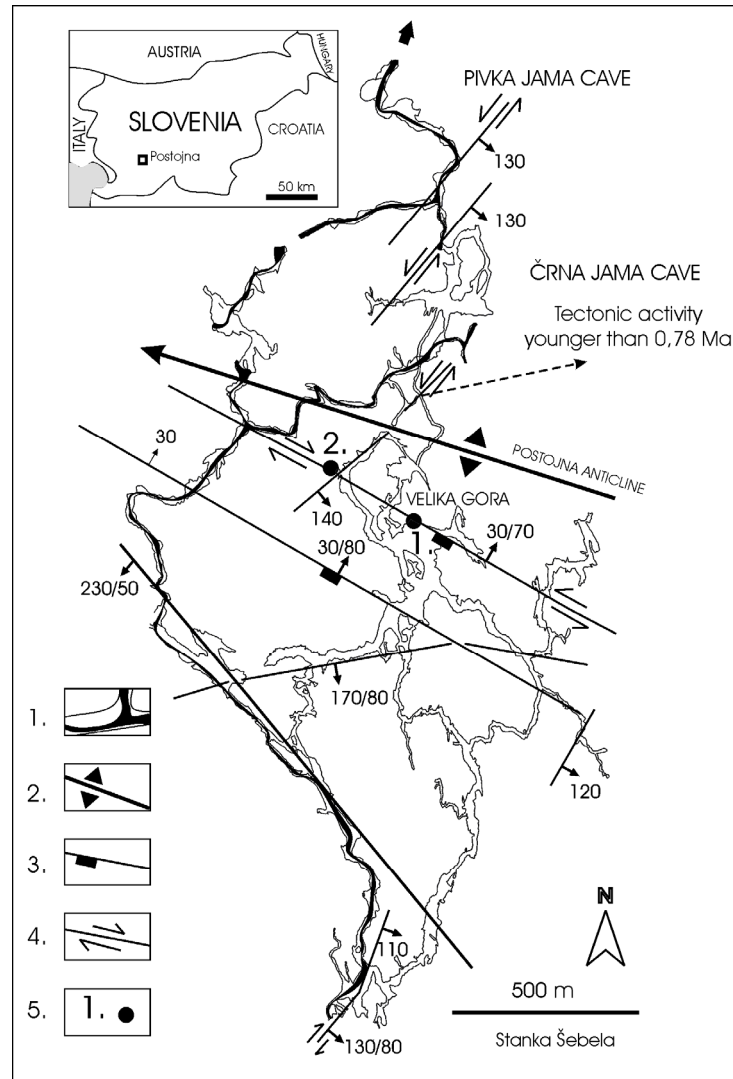 AUSTRIA
HUNGARY
SLOVENIA
CROATIA
ITALY
Postojna
50 km
PIVKA JAMA CAVE
130
130
ČRNA JAMA CAVE
Tectonic activity
younger than 0,78 Ma
30
2.
POSTOJNA ANTICLINE
140
VELIKA GORA
1.
30/80
30/70
230/50
170/80
120
1.
2.
3.
4.
5.
1.
110
130/80
N
500 m
Stanka Šebela